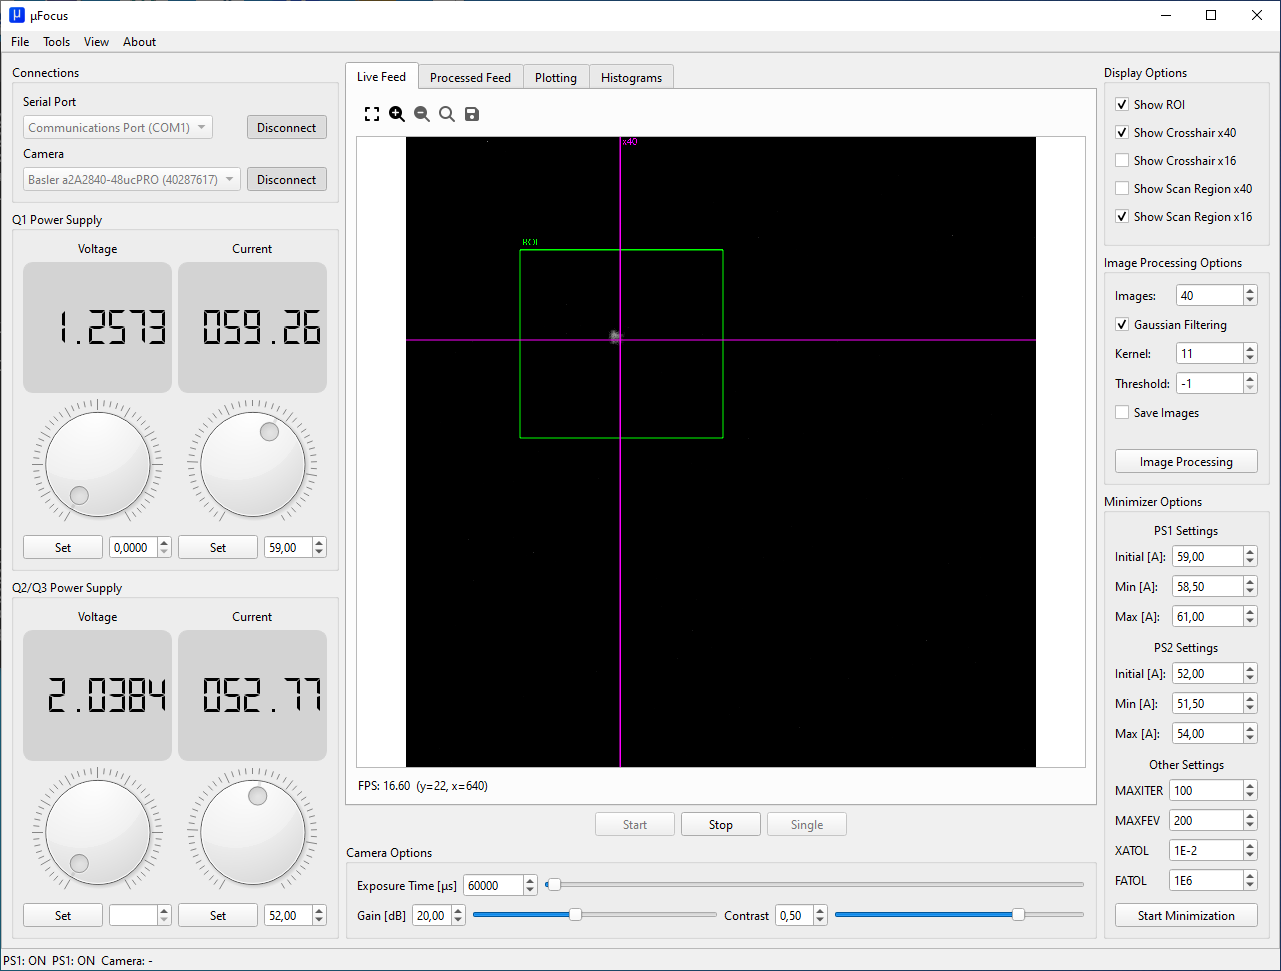 µ µFocus
File Tools View About
Connections
Serial Port
Communications Port (COM1) Disconnect
Camera
Basler a2A2840-48ucPRO (40287617) Disconnect
Q1 Power Supply
Voltage Current
1.2573 059.26
Set 0,0000 Set 59,00
Q2/Q3 Power Supply
Voltage Current
2.0384 052.77
Set Set 52,00
Live Feed Processed Feed Plotting Histograms
x40
ROI
FPS: 16.60 (y=22, x=640)
Start Stop Single
Camera Options
Exposure Time [µs] 60000
Gain [dB] 20,00 Contrast 0,50
Display Options
Show ROI
Show Crosshair x40
Show Crosshair x16
Show Scan Region x40
Show Scan Region x16
Image Processing Options
Images: 40
Gaussian Filtering
Kernel: 11
Threshold: -1
Save Images
Image Processing
Minimizer Options
PS1 Settings
Initial [A]: 59,00
Min [A]: 58,50
Max [A]: 61,00
PS2 Settings
Initial [A]: 52,00
Min [A]: 51,50
Max [A]: 54,00
Other Settings
MAXITER 100
MAXFEV 200
XATOL 1E-2
FATOL 1E6
Start Minimization
PS1: ON PS1: ON Camera: -